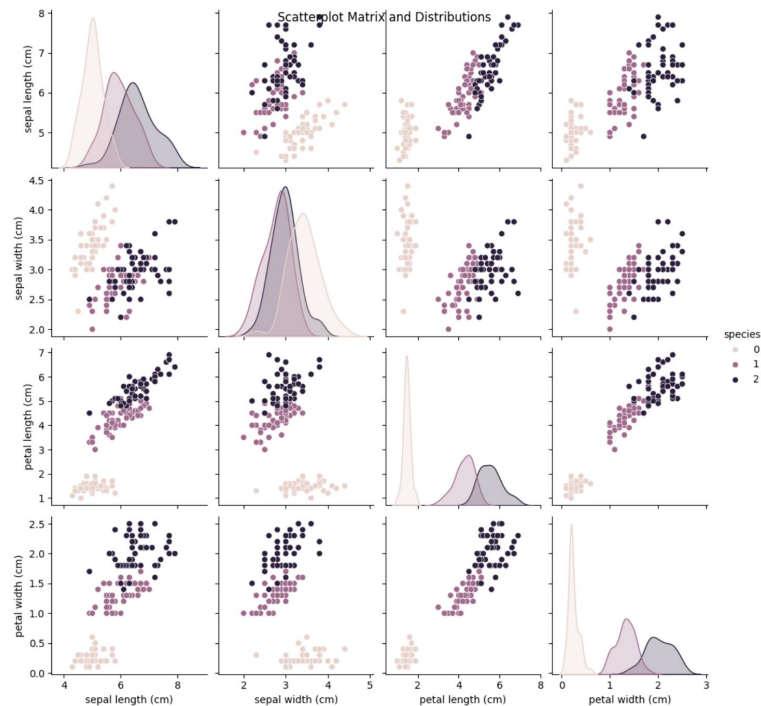 Scatterplot Matrix and Distributions
8
7
6
5
sepal length (cm)
4.5
4.0
3.5
3.0
2.5
2.0
sepal width (cm)
species
0
1
2
7
6
5
4
3
2
1
petal length (cm)
2.5
2.0
1.5
1.0
0.5
0.0
petal width (cm)
4 6 8
2 3 4 5
2 4 6 8
0 1 2 3
sepal length (cm) sepal width (cm) petal length (cm) petal width (cm)